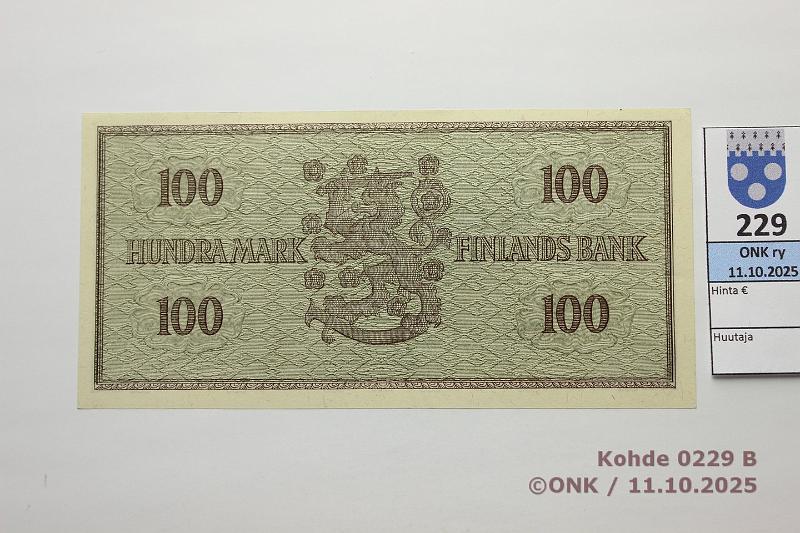 100
100
HUNDRA MARK
FINLANDS BANK
100
100
229
ONK ry
11.10.2025
Hinta €
Huutaja
Kohde 0229 B
©ONK / 11.10.2025